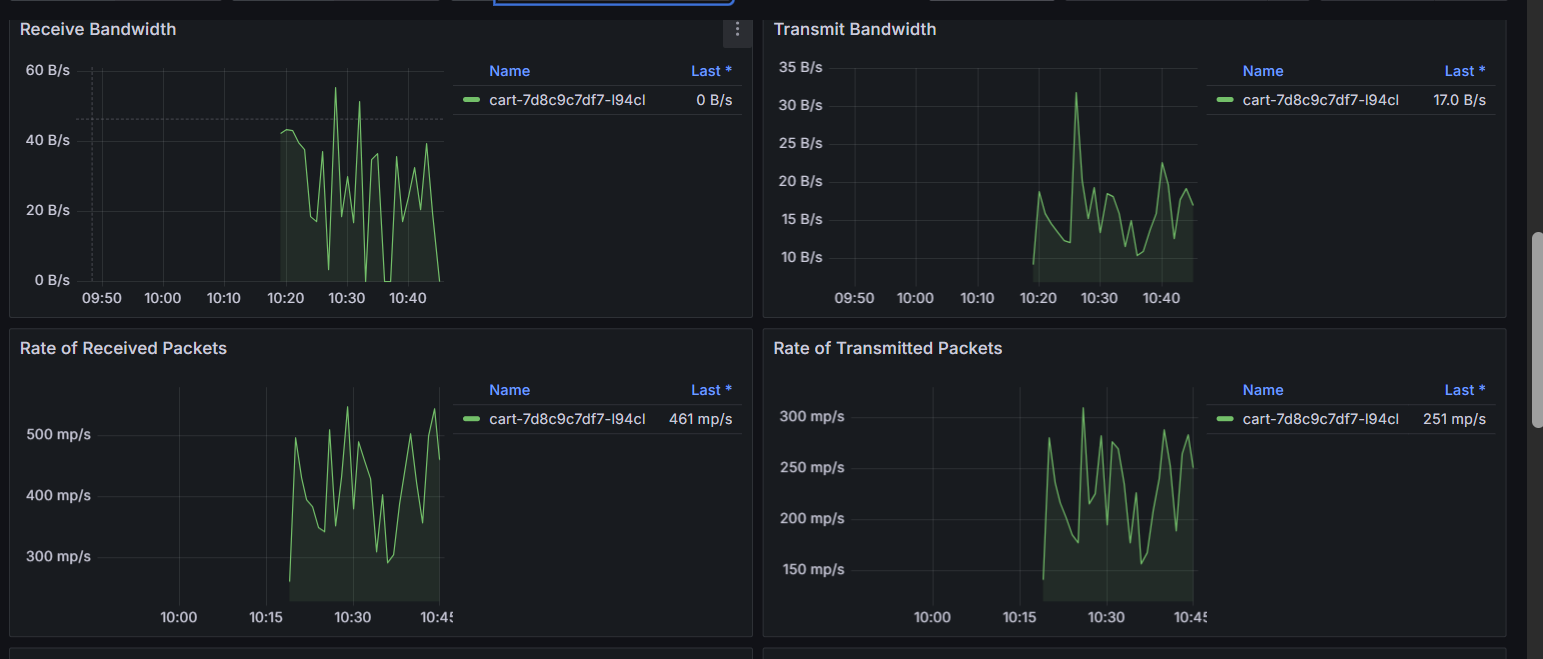 Receive Bandwidth
60 B/s
40 B/s
20 B/s
0 B/s
09:50 10:00 10:10 10:20 10:30 10:40
Name Last *
cart-7d8c9c7df7-l94cl 0 B/s
Transmit Bandwidth
35 B/s
30 B/s
25 B/s
20 B/s
15 B/s
10 B/s
09:50 10:00 10:10 10:20 10:30 10:40
Name Last *
cart-7d8c9c7df7-l94cl 17.0 B/s
Rate of Received Packets
500 mp/s
400 mp/s
300 mp/s
10:00 10:15 10:30 10:45
Name Last *
cart-7d8c9c7df7-l94cl 461 mp/s
Rate of Transmitted Packets
300 mp/s
250 mp/s
200 mp/s
150 mp/s
10:00 10:15 10:30 10:45
Name Last *
cart-7d8c9c7df7-l94cl 251 mp/s